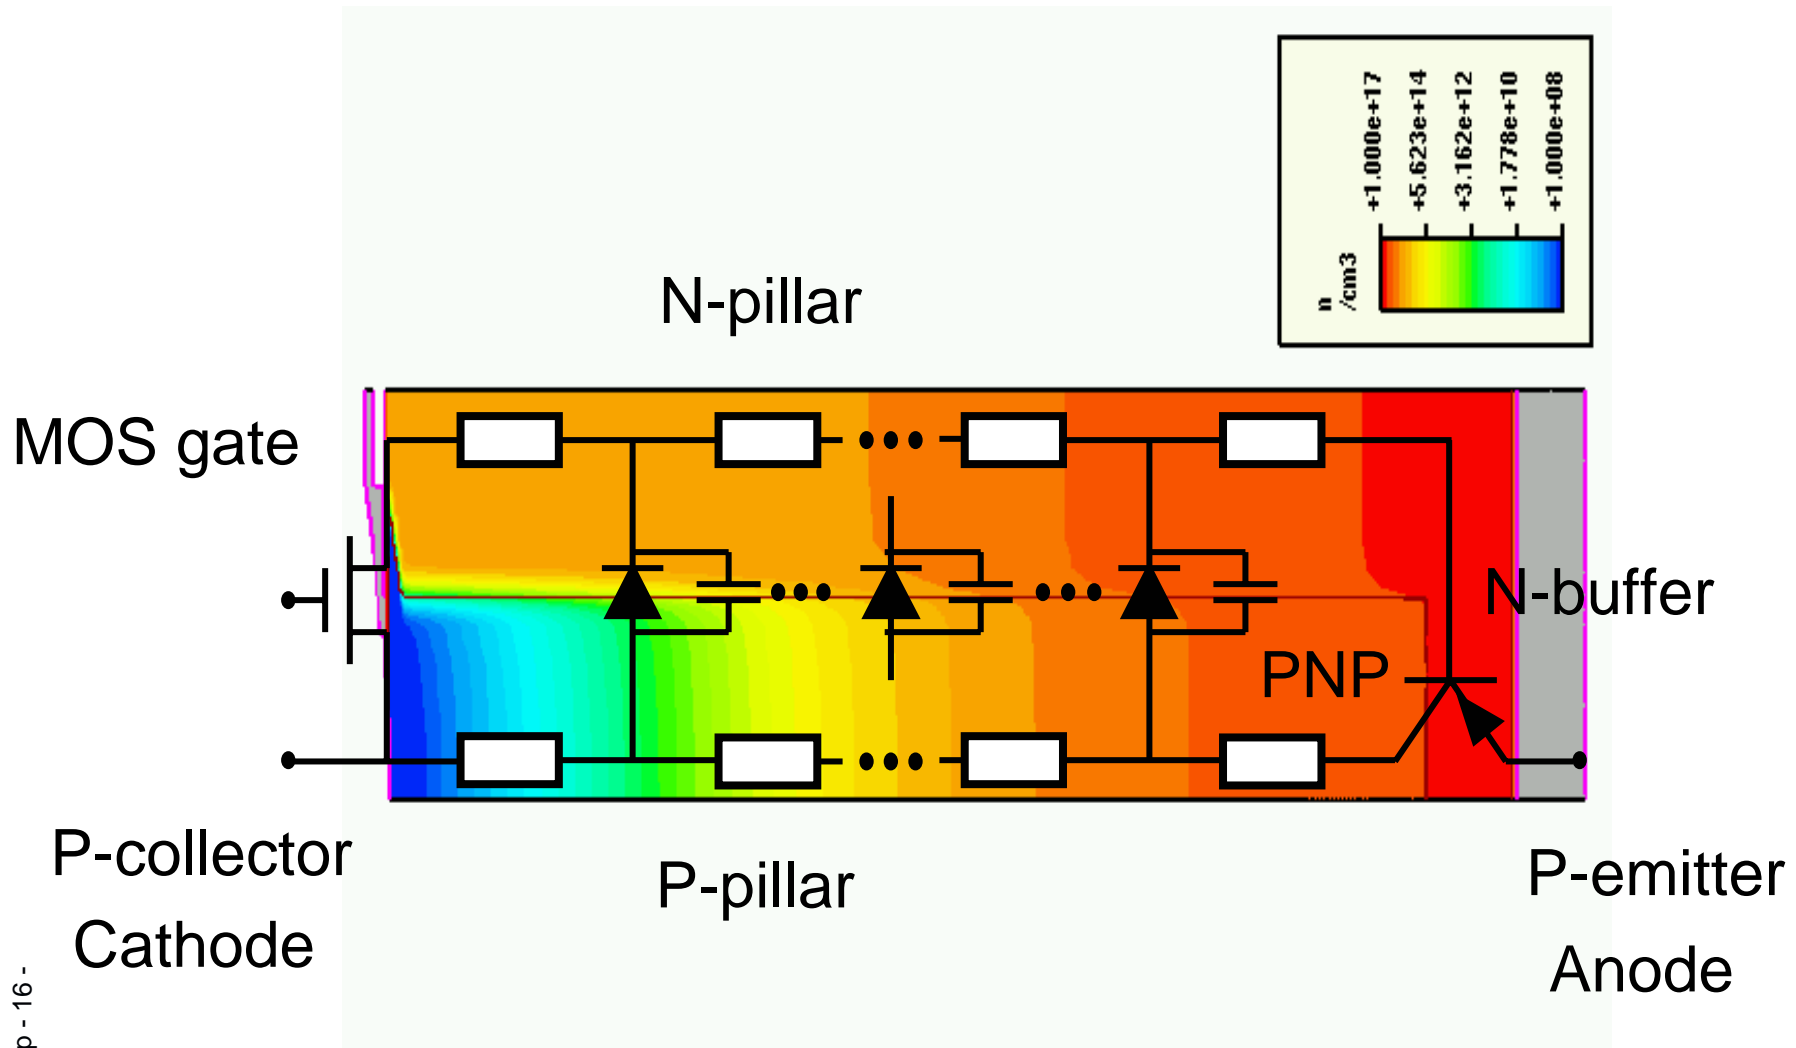 +1.000e+17
+5.623e+14
+3.162e+12
+1.778e+10
+1.000e+08
n
/cm3
N-pillar
MOS gate
N-buffer
PNP
P-collector
Cathode
P-pillar
P-emitter
Anode
p - 16 -